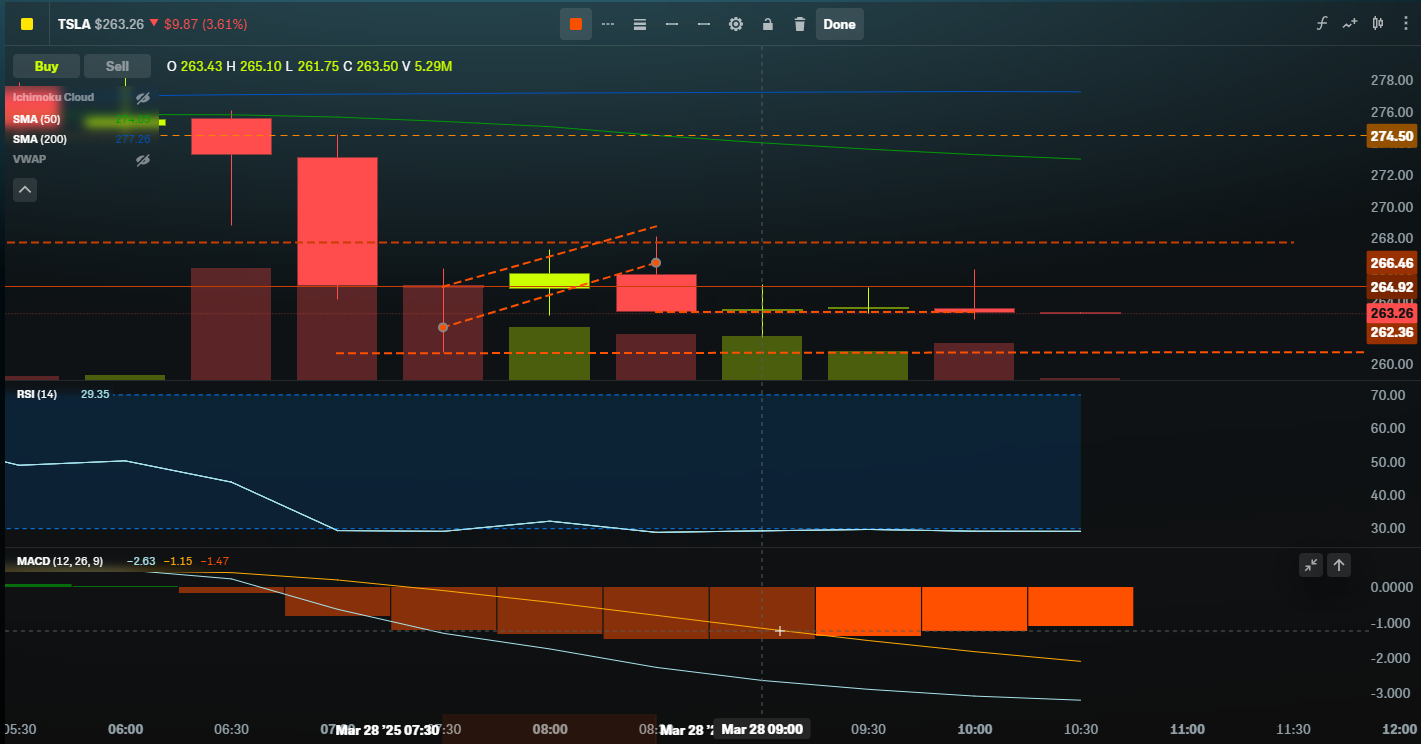 TSLA $263.26 ▼ $9.87 (3.61%)
Done
Buy Sell O 263.43 H 265.10 L 261.75 C 263.50 V 5.29M
Ichimoku Cloud
SMA (50)
SMA (200) 277.26
VWAP
278.00
276.00
274.50
272.00
270.00
268.00
266.46
264.92
264.00
263.26
262.36
260.00
RSI (14) 29.35
70.00
60.00
50.00
40.00
30.00
MACD (12, 26, 9) −2.63 −1.15 −1.47
0.0000
-1.000
-2.000
-3.000
05:30 06:00 06:30 Mar 28 '25 07:30 08:00 Mar 28 Mar 28 09:00 09:30 10:00 10:30 11:00 11:30 12:00